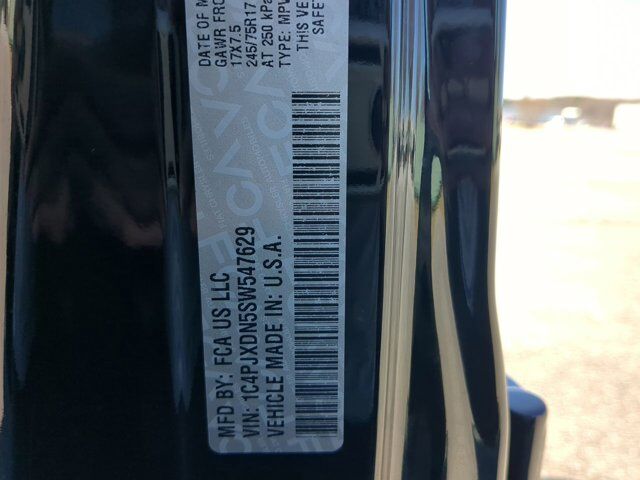 DATE OF M
GAWR FRO
17X7.5
245/75R17
AT 250 kPa
TYPE: MPV
THIS VE
SAFET
MFD BY: FCA US LLC
VIN: 1C4PJXDN5SW547629
VEHICLE MADE IN: U.S.A.